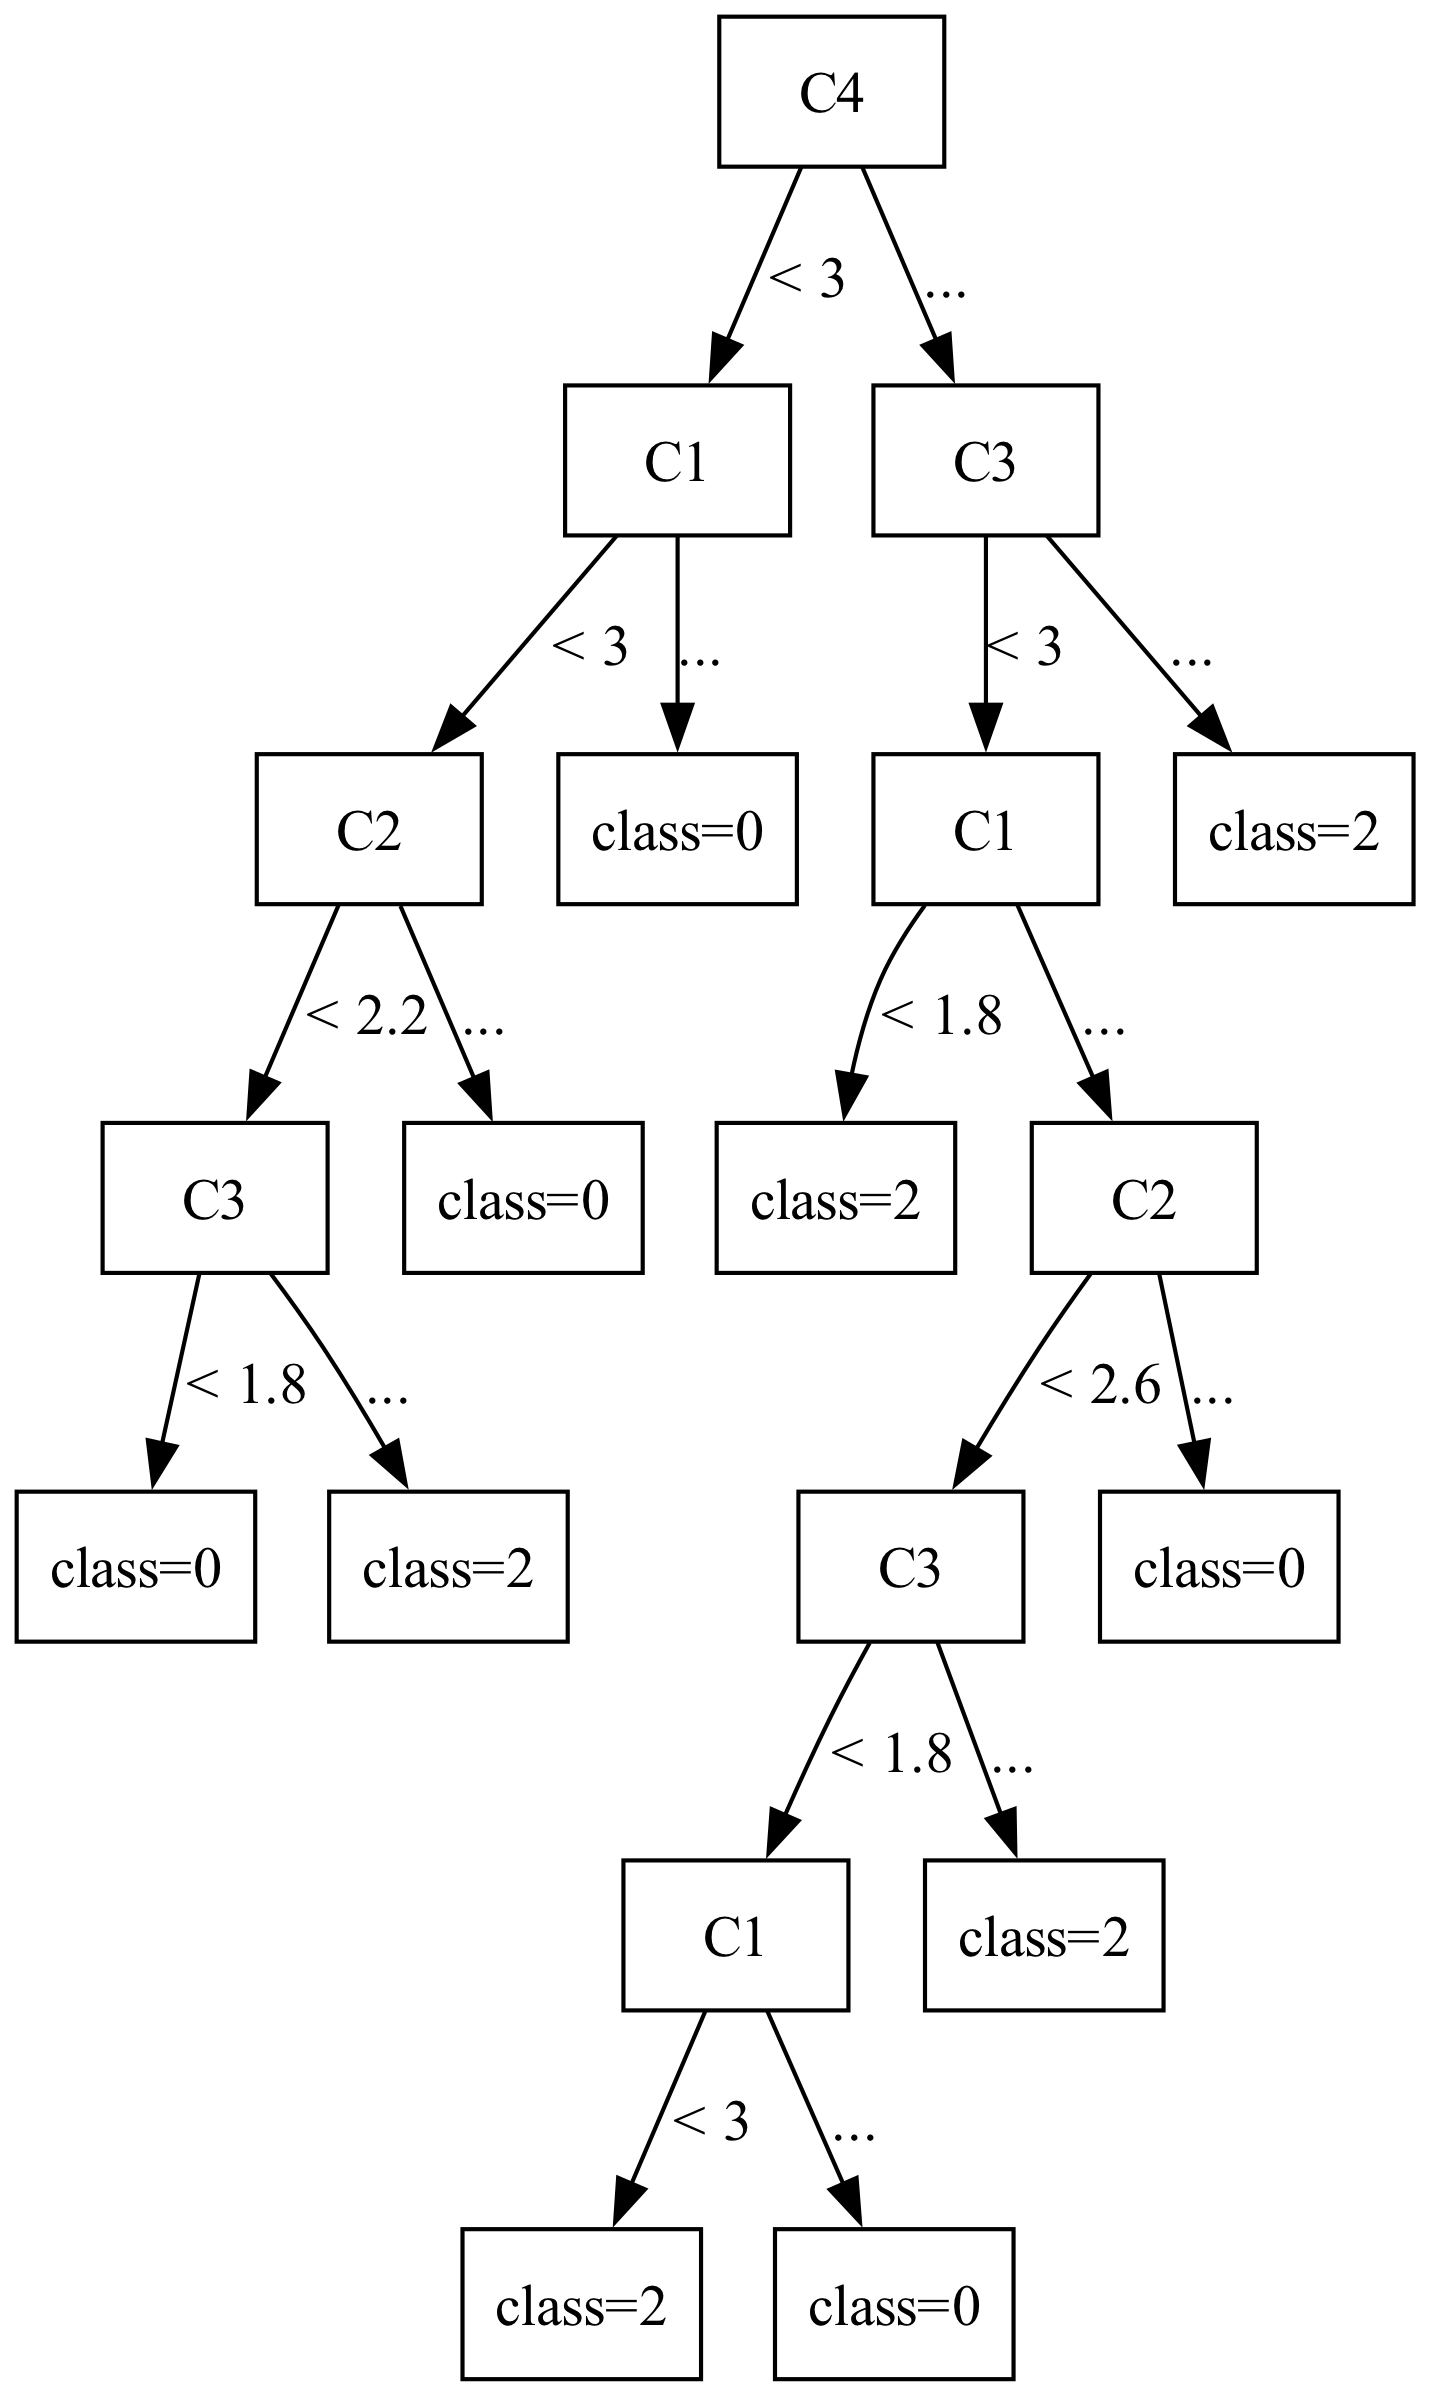 C4
< 3
...
C1
C3
< 3
...
< 3
...
C2
class=0
C1
class=2
< 2.2
...
< 1.8
...
C3
class=0
class=2
C2
< 1.8
...
< 2.6
...
class=0
class=2
C3
class=0
< 1.8
...
C1
class=2
< 3
...
class=2
class=0